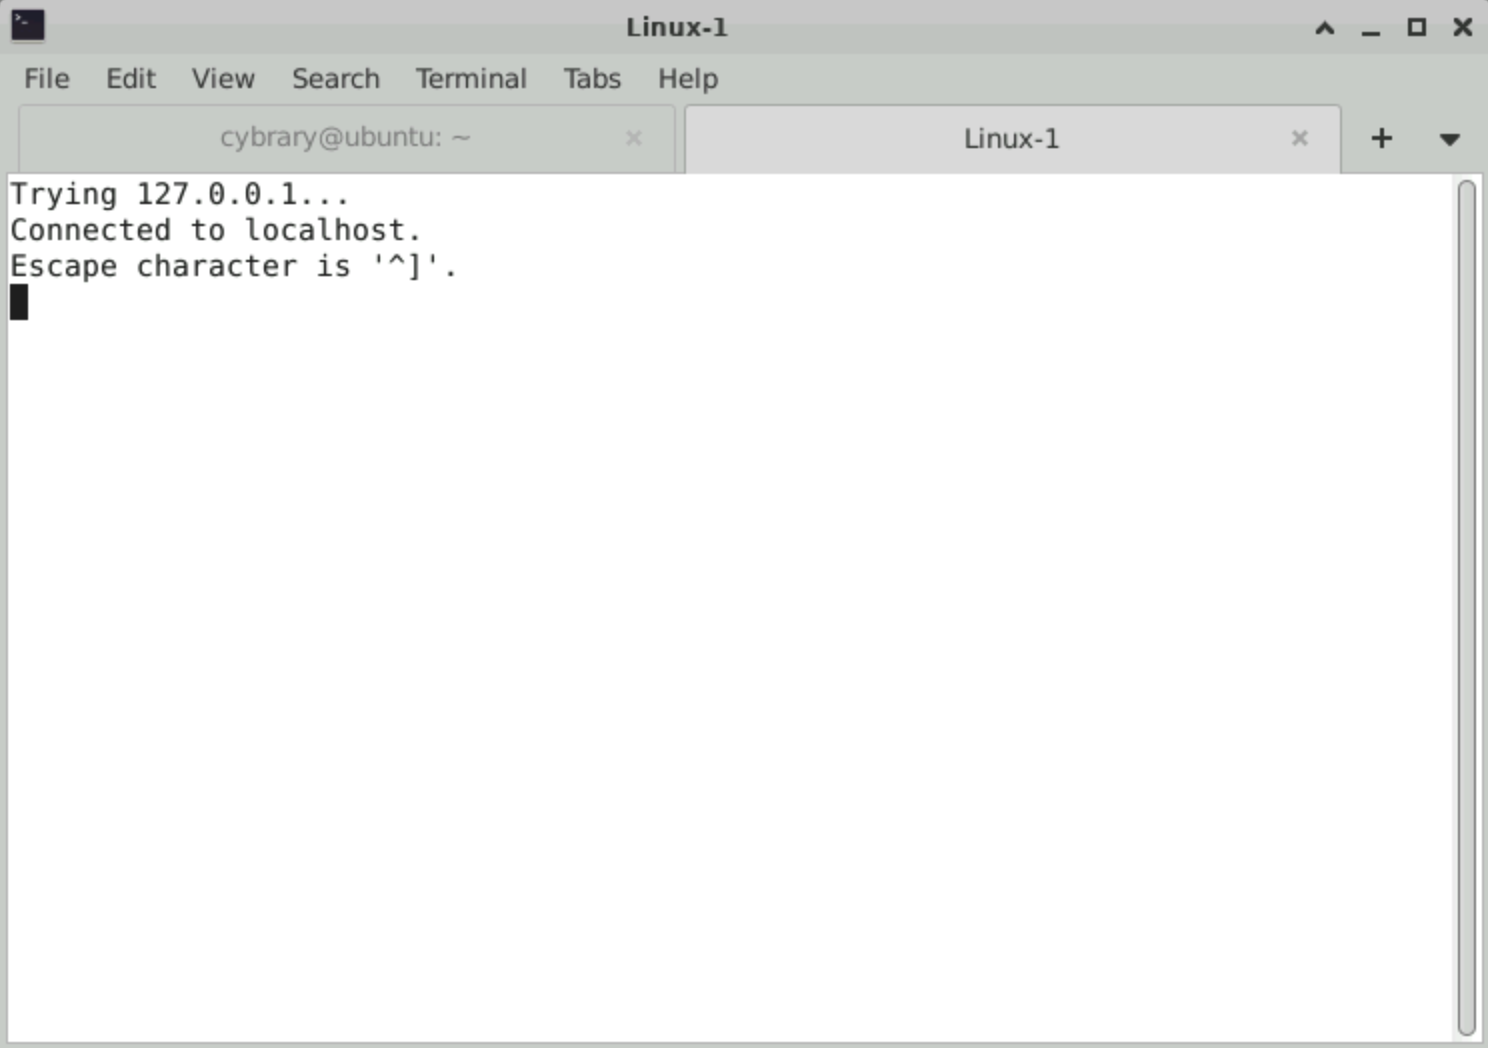 Linux-1
File Edit View Search Terminal Tabs Help
cybrary@ubuntu: ~ Linux-1
Trying 127.0.0.1...
Connected to localhost.
Escape character is '^]'.